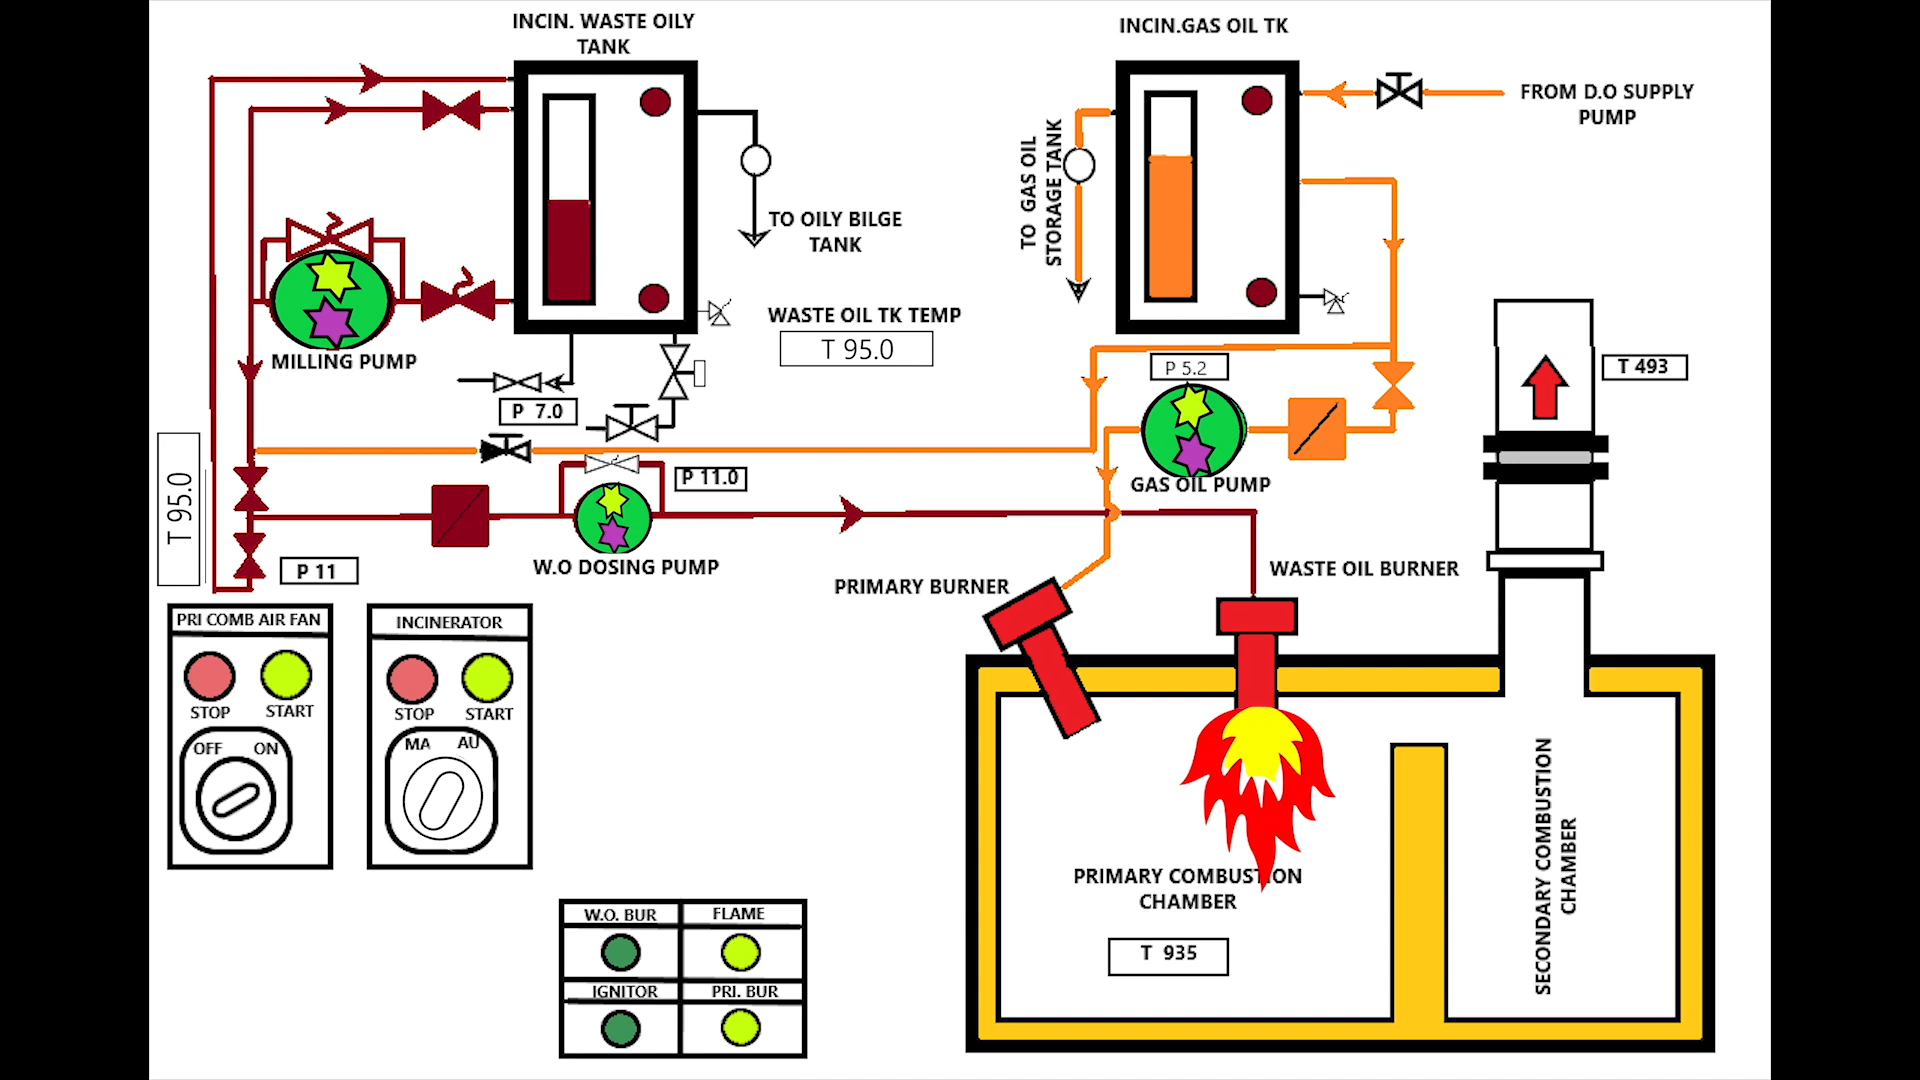 INCIN. WASTE OILY
TANK
INCIN.GAS OIL TK
FROM D.O SUPPLY
PUMP
TO GAS OIL
STORAGE TANK
TO OILY BILGE
TANK
WASTE OIL TK TEMP
T 95.0
MILLING PUMP
P 7.0
P 5.2
T 493
T 95.0
P 11.0
GAS OIL PUMP
P 11
W.O DOSING PUMP
PRIMARY BURNER
WASTE OIL BURNER
PRI COMB AIR FAN
STOP
START
OFF
ON
INCINERATOR
STOP
START
MA
AU
PRIMARY COMBUSTION
CHAMBER
T 935
SECONDARY COMBUSTION
CHAMBER
W.O. BUR
FLAME
IGNITOR
PRI. BUR